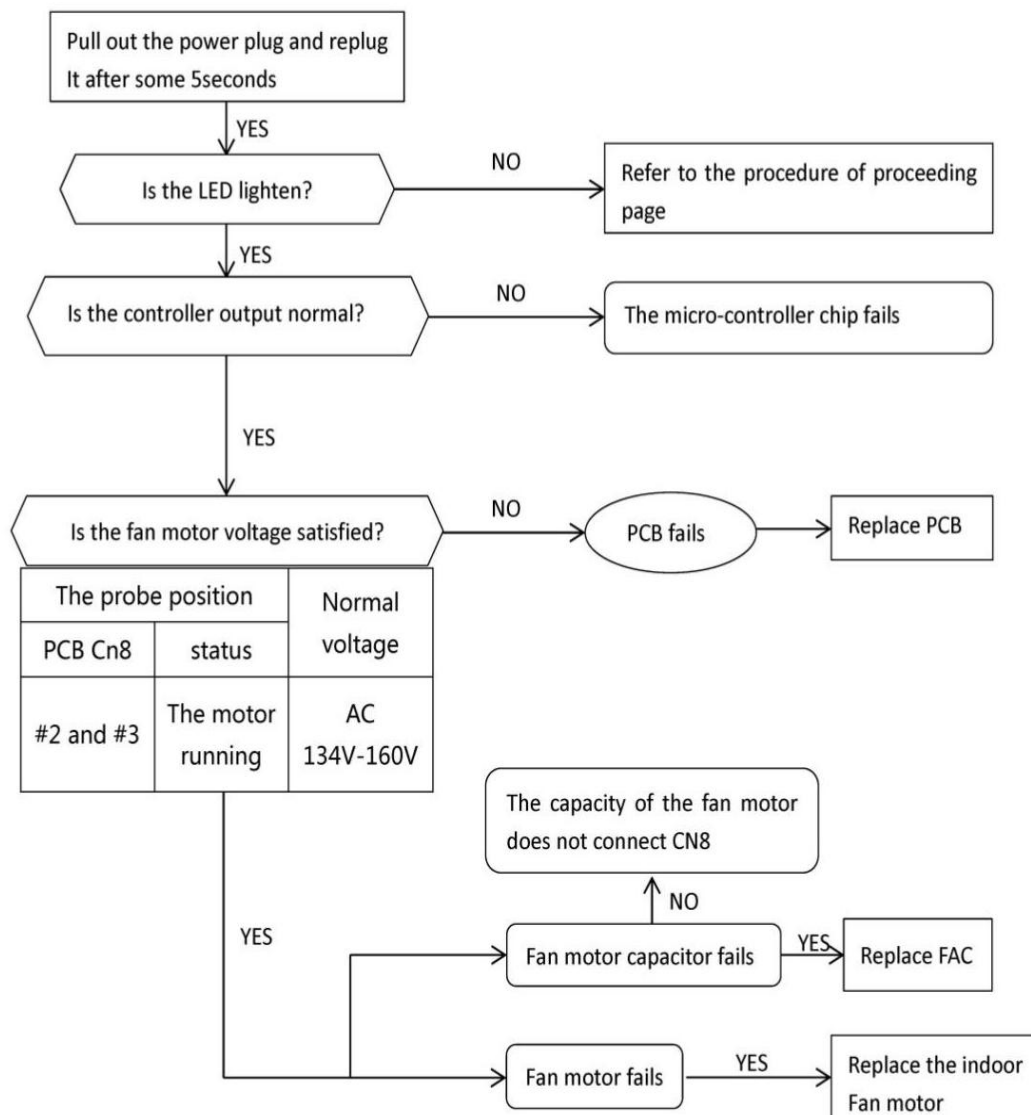 Pull out the power plug and replug
It after some 5seconds
YES
Is the LED lighten?
NO
Refer to the procedure of proceeding
page
YES
Is the controller output normal?
NO
The micro-controller chip fails
YES
Is the fan motor voltage satisfied?
NO
PCB fails
Replace PCB
The probe position
Normal
voltage
PCB Cn8
status
#2 and #3
The motor
running
AC
134V-160V
The capacity of the fan motor
does not connect CN8
NO
YES
Fan motor capacitor fails
YES
Replace FAC
Fan motor fails
YES
Replace the indoor
Fan motor